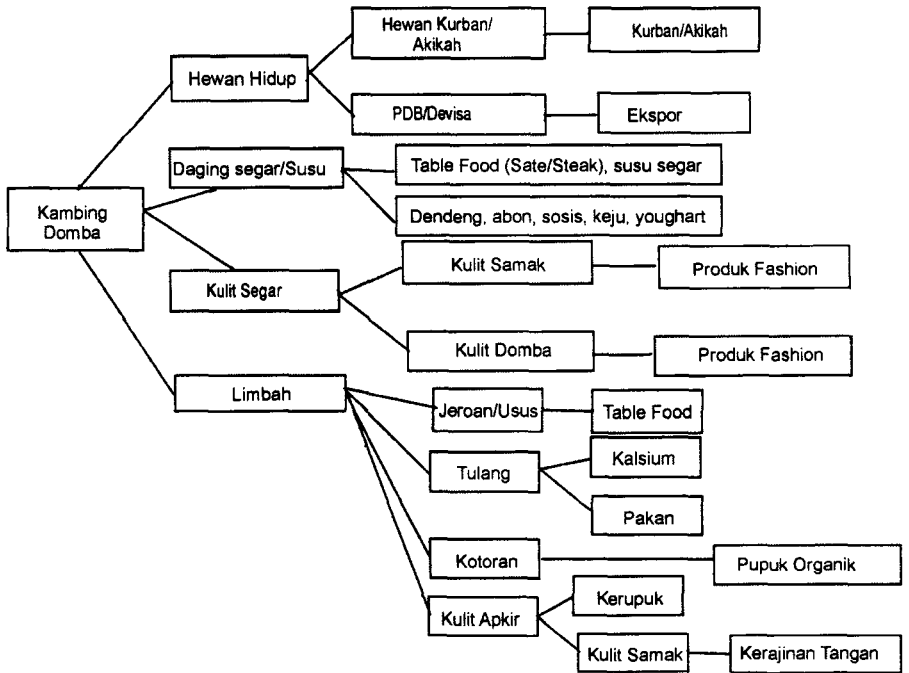 Hewan Kurban/
Akikah
Kurban/Akikah
Hewan Hidup
PDB/Devisa
Ekspor
Daging segar/Susu
Table Food (Sate/Steak), susu segar
Dendeng, abon, sosis, keju, youghart
Kambing
Domba
Kulit Segar
Kulit Samak
Produk Fashion
Kulit Domba
Produk Fashion
Limbah
Jeroan/Usus
Table Food
Tulang
Kalsium
Pakan
Kotoran
Pupuk Organik
Kulit Apkir
Kerupuk
Kulit Samak
Kerajinan Tangan